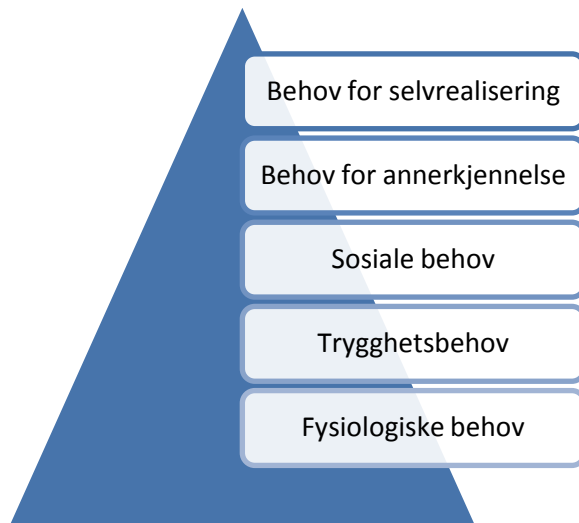 Behov for selvrealisering
Behov for annerkjennelse
Sosiale behov
Trygghetsbehov
Fysiologiske behov